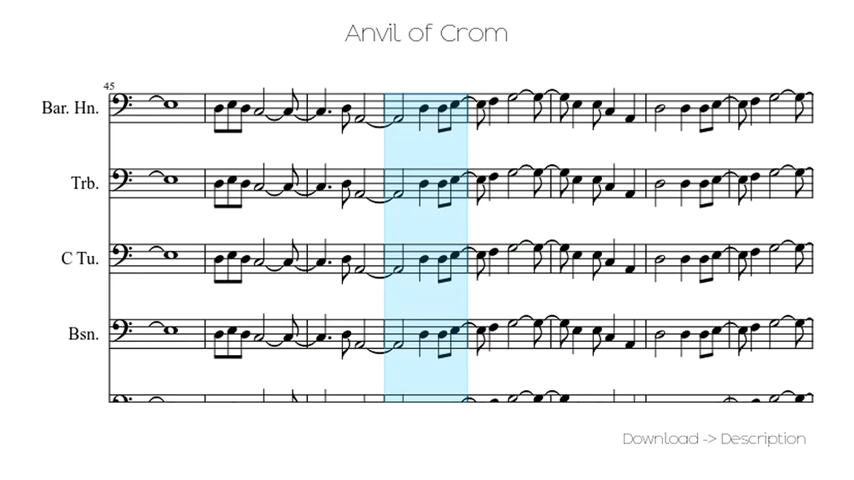 Anvil of Crom
45
Bar. Hn.
Trb.
C Tu.
Bsn.
Download -> Description